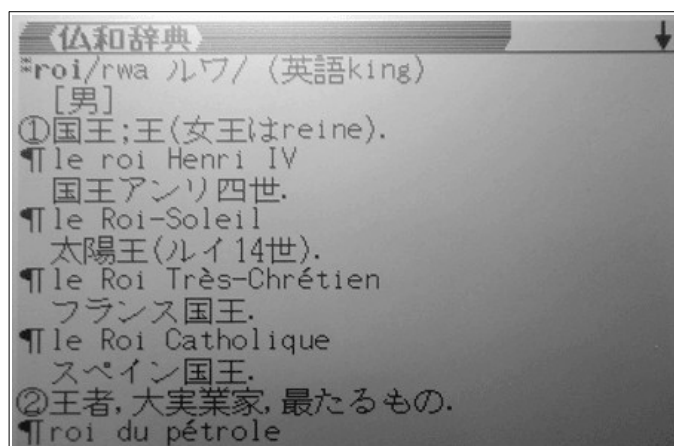 仏和辞典
*roi/rwa ルワ/ (英語king)
[男]
①国王;王(女王はreine).
¶le roi Henri IV
国王アンリ四世.
¶le Roi-Soleil
太陽王(ルイ14世).
¶le Roi Très-Chrétien
フランス国王.
¶le Roi Catholique
スペイン国王.
②王者,大実業家,最たるもの.
¶roi du pétrole